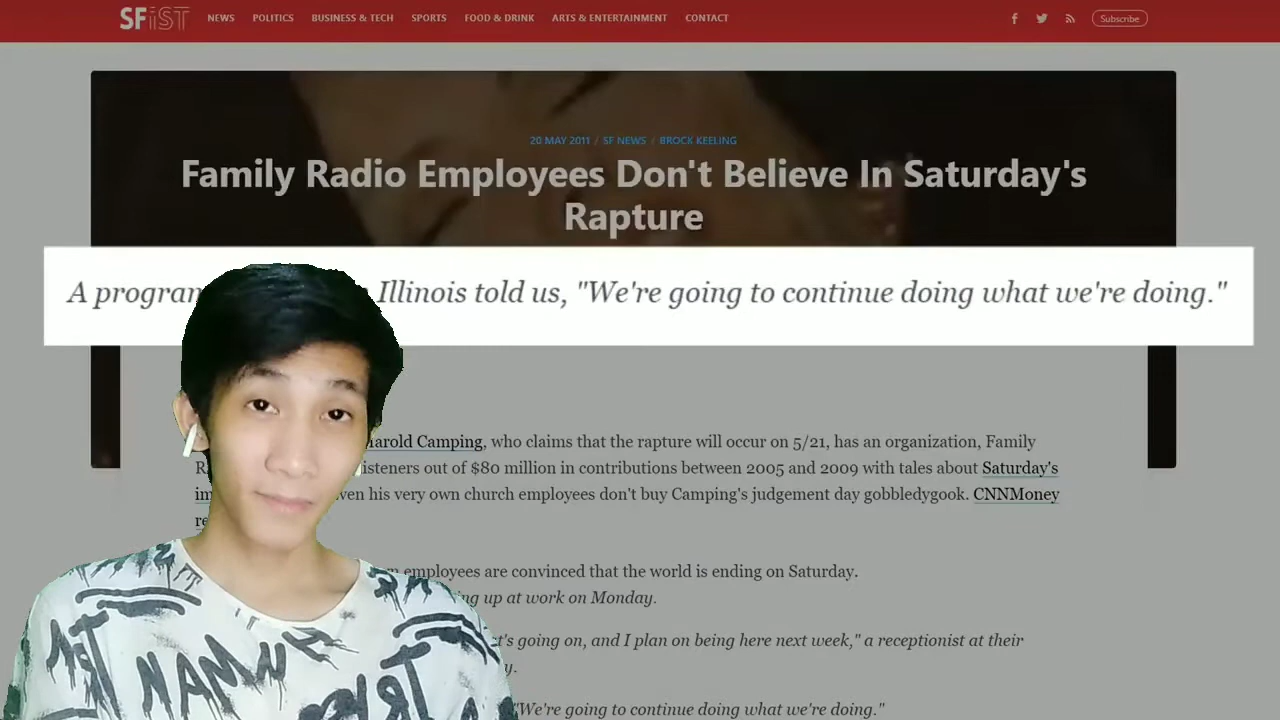 SFiST NEWS POLITICS BUSINESS & TECH SPORTS FOOD & DRINK ARTS & ENTERTAINMENT CONTACT Subscribe
20 MAY 2011 / SF NEWS / BROCK KEELING
Family Radio Employees Don't Believe In Saturday's
Rapture
A Illinois told us, "We're going to continue doing what we're doing."
Harold Camping, who claims that the rapture will occur on 5/21, has an organization, Family
listeners out of $80 million in contributions between 2005 and 2009 with tales about Saturday's
his very own church employees don't buy Camping's judgement day gobbledygook. CNNMoney
employees are convinced that the world is ending on Saturday.
up at work on Monday.
going on, and I plan on being here next week," a receptionist at their
"We're going to continue doing what we're doing."
MAN